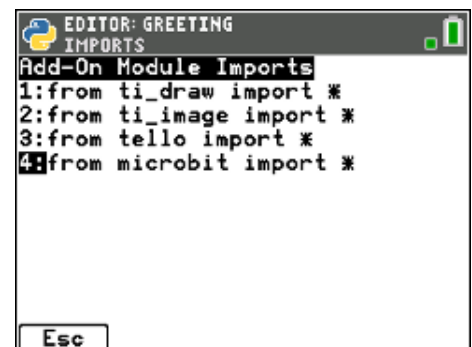 EDITOR: GREETING
IMPORTS
Add-On Module Imports
1:from ti_draw import *
2:from ti_image import *
3:from tello import *
4:from microbit import *
Esc